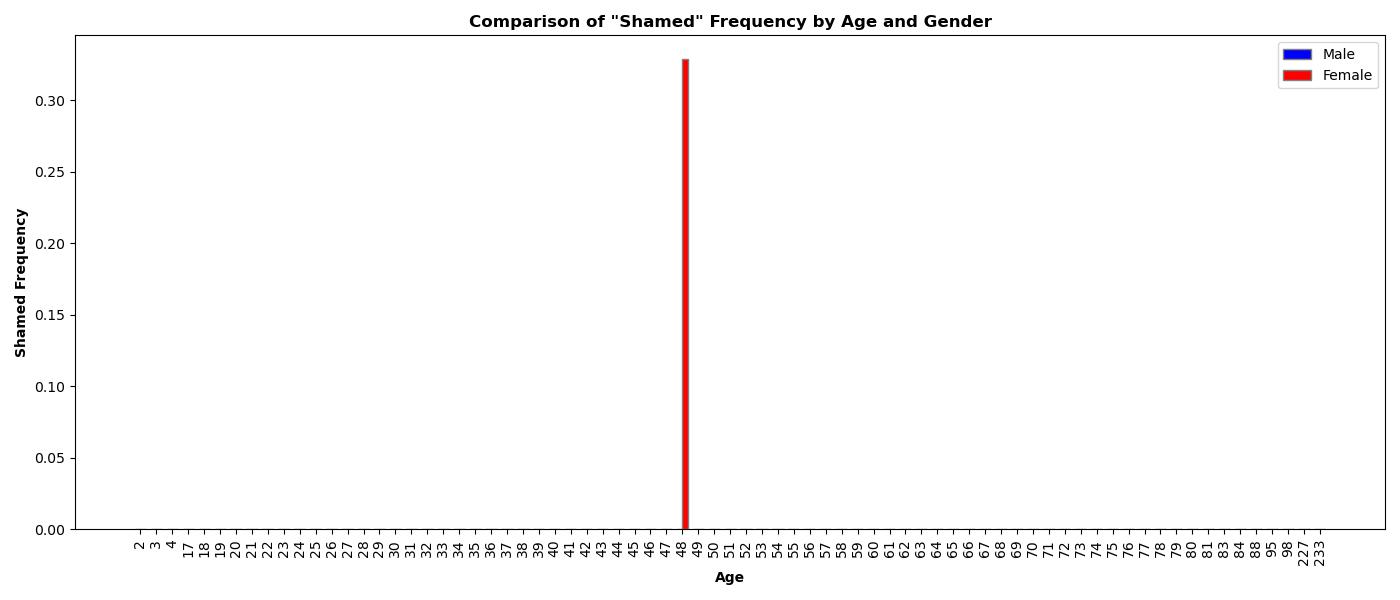 Comparison of "Shamed" Frequency by Age and Gender
Male
Female
0.30
0.25
0.20
0.15
0.10
0.05
0.00
Shamed Frequency
2 3 4 17 18 19 20 21 22 23 24 25 26 27 28 29 30 31 32 33 34 35 36 37 38 39 40 41 42 43 44 45 46 47 48 49 50 51 52 53 54 55 56 57 58 59 60 61 62 63 64 65 66 67 68 69 70 71 72 73 74 75 76 77 78 79 80 81 83 84 88 95 98 227 233
Age